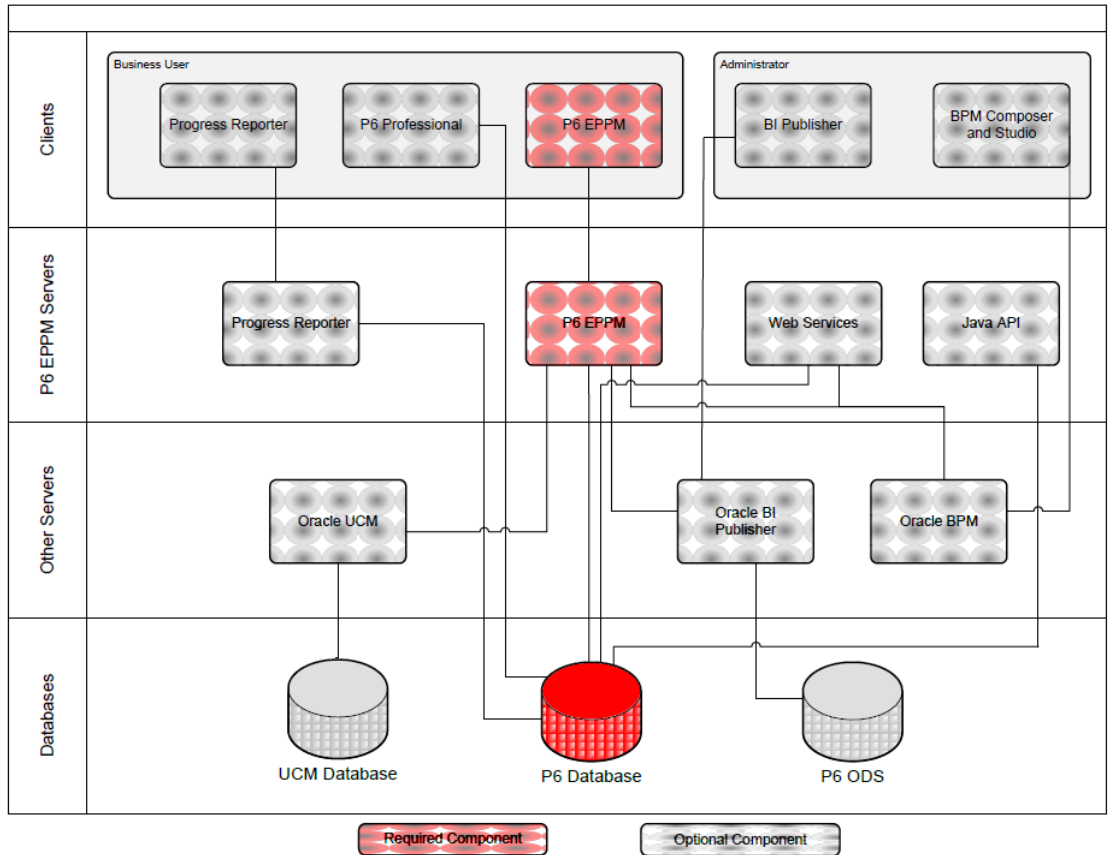 Clients
Business User
Progress Reporter
P6 Professional
P6 EPPM
Administrator
BI Publisher
BPM Composer
and Studio
P6 EPPM Servers
Progress Reporter
P6 EPPM
Web Services
Java API
Other Servers
Oracle UCM
Oracle BI
Publisher
Oracle BPM
Databases
UCM Database
P6 Database
P6 ODS
Required Component
Optional Component